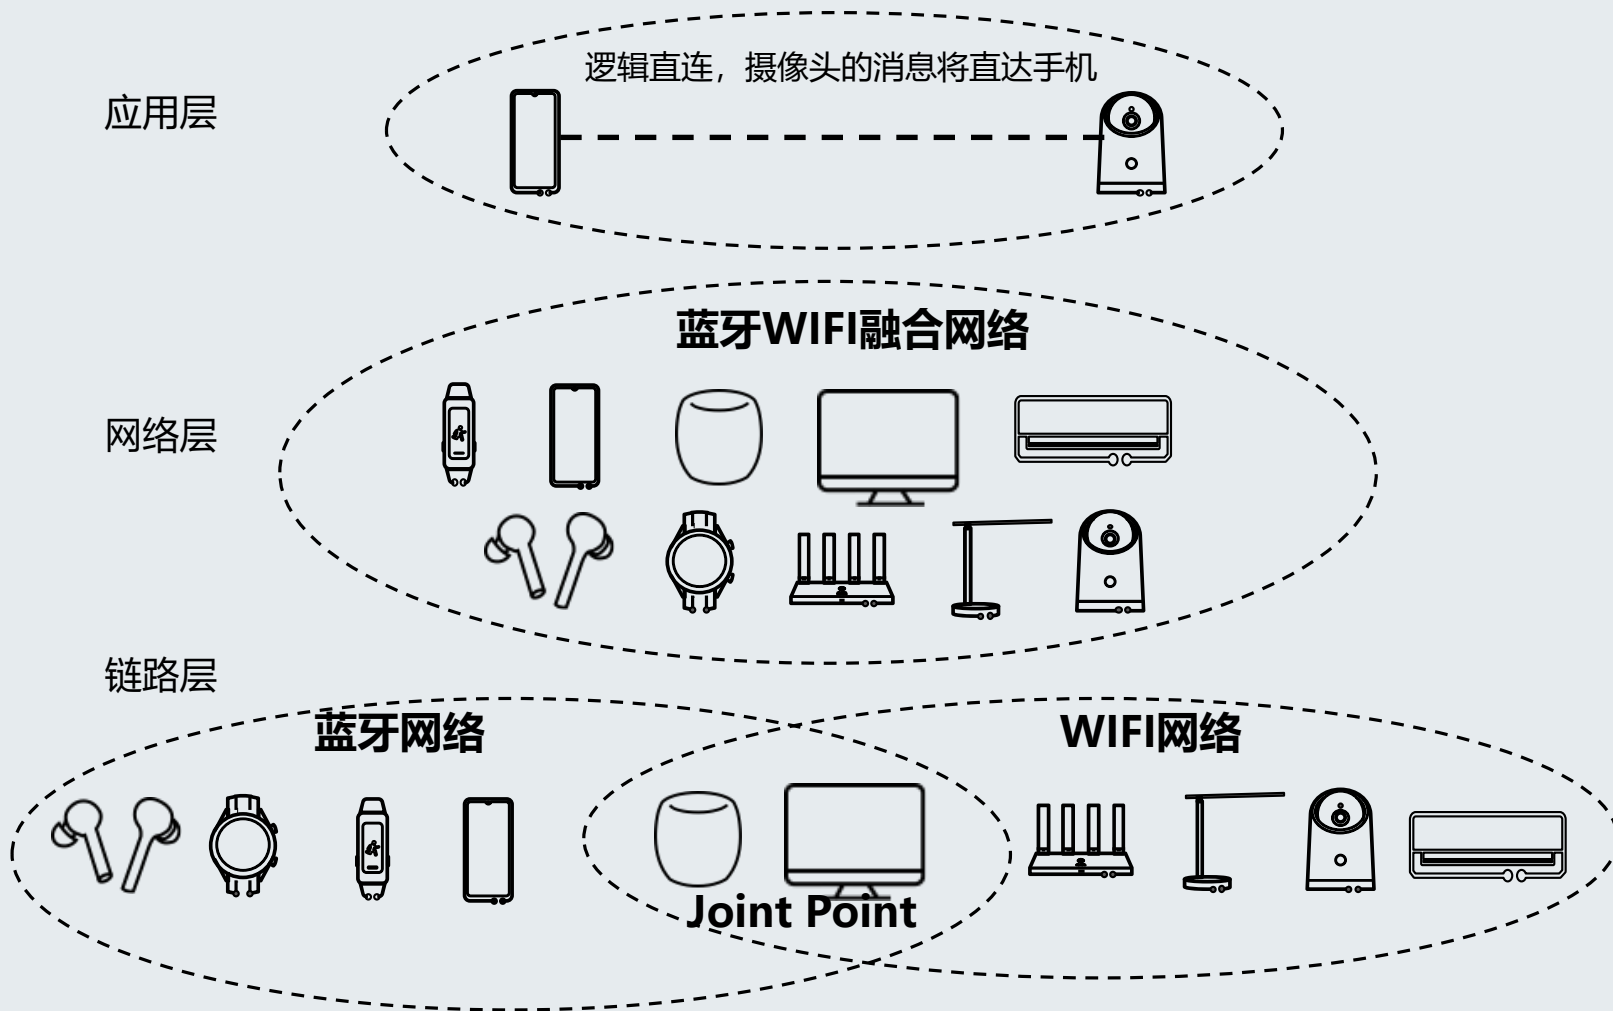 逻辑直连，摄像头的消息将直达手机
应用层
蓝牙WIFI融合网络
网络层
链路层
蓝牙网络
WIFI网络
Joint Point